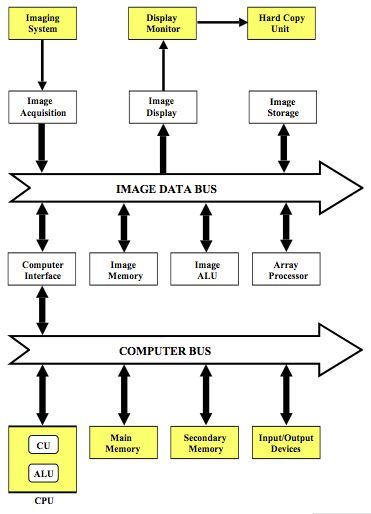 Imaging
System
Display
Monitor
Hard Copy
Unit
Image
Acquisition
Image
Display
Image
Storage
IMAGE DATA BUS
Computer
Interface
Image
Memory
Image
ALU
Array
Processor
COMPUTER BUS
CU
ALU
CPU
Main
Memory
Secondary
Memory
Input/Output
Devices